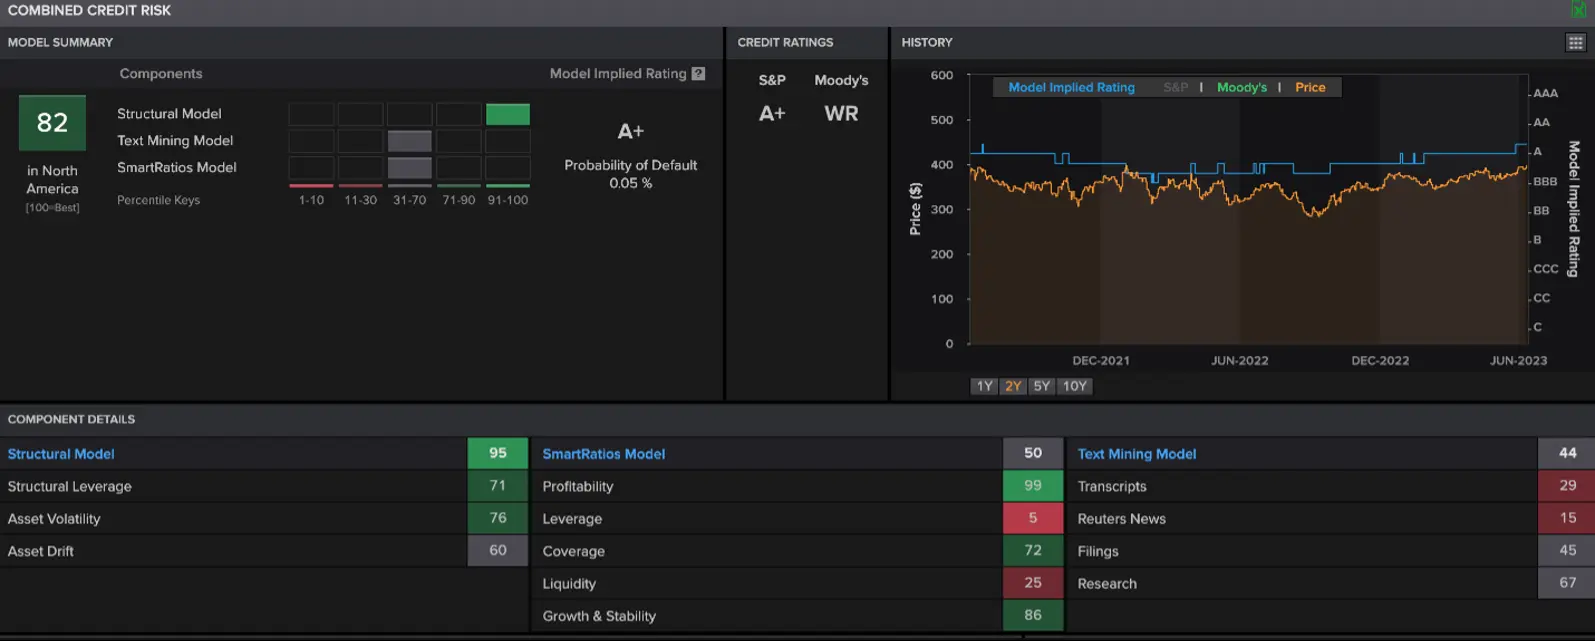 COMBINED CREDIT RISK
MODEL SUMMARY
Components
Model Implied Rating ?
82
in North
America
[100=Best]
Structural Model
Text Mining Model
SmartRatios Model
Percentile Keys
1-10 11-30 31-70 71-90 91-100
A+
Probability of Default
0.05 %
CREDIT RATINGS
S&P Moody's
A+ WR
HISTORY
Model Implied Rating S&P | Moody's | Price
600
500
400
300
200
100
0
Price ($)
AAA
AA
A
BBB
BB
B
CCC
CC
C
Model Implied Rating
DEC-2021 JUN-2022 DEC-2022 JUN-2023
1Y 2Y 5Y 10Y
COMPONENT DETAILS
Structural Model 95
Structural Leverage 71
Asset Volatility 76
Asset Drift 60
SmartRatios Model 50
Profitability 99
Leverage 5
Coverage 72
Liquidity 25
Growth & Stability 86
Text Mining Model 44
Transcripts 29
Reuters News 15
Filings 45
Research 67